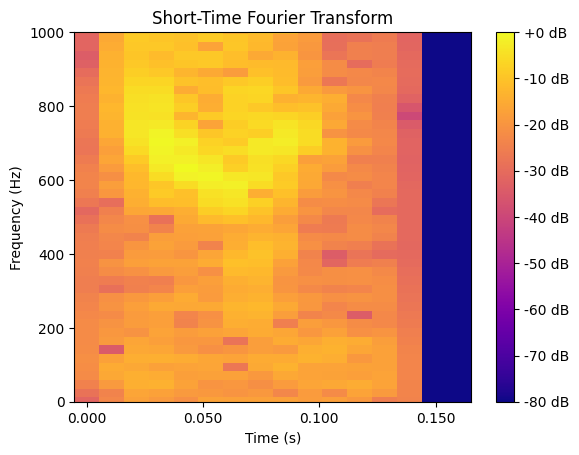 Short-Time Fourier Transform
1000
800
600
400
200
0
Frequency (Hz)
0.000
0.050
0.100
0.150
Time (s)
+0 dB
-10 dB
-20 dB
-30 dB
-40 dB
-50 dB
-60 dB
-70 dB
-80 dB